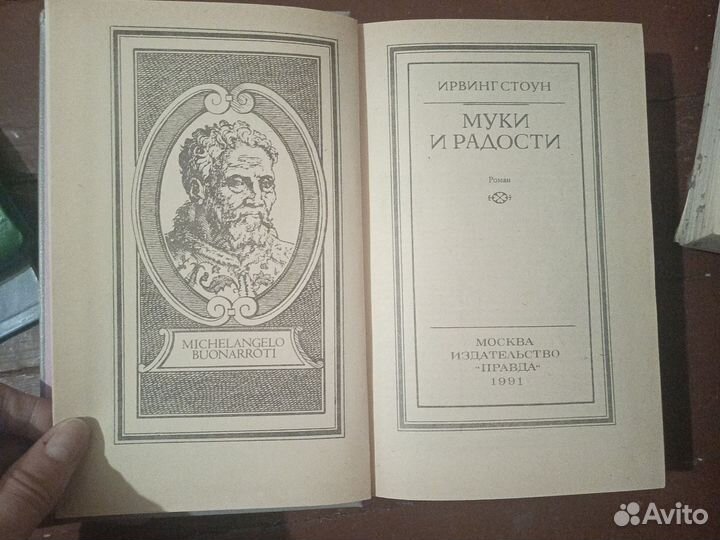 MICHELANGELO
BUONARROTI
ИРВИНГ СТОУН
МУКИ
И РАДОСТИ
Роман
МОСКВА
ИЗДАТЕЛЬСТВО
"ПРАВДА"
1991
Avito